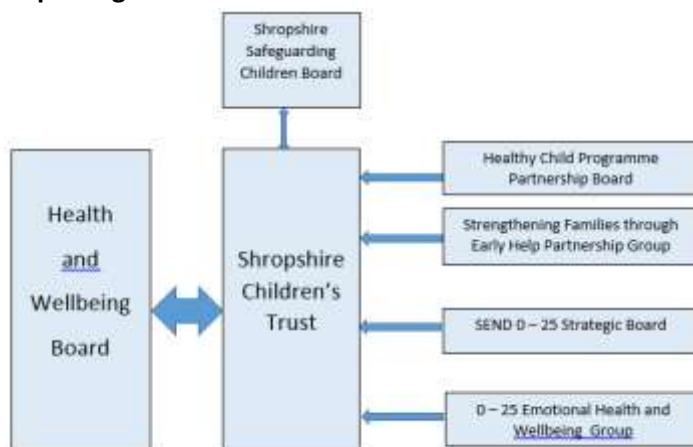 Shropshire
Safeguarding
Children Board
Health
and
Wellbeing
Board
Shropshire
Children's
Trust
Healthy Child Programme
Partnership Board
Strengthening Families through
Early Help Partnership Group
SEND 0 – 25 Strategic Board
0 – 25 Emotional Health and
Wellbeing Group